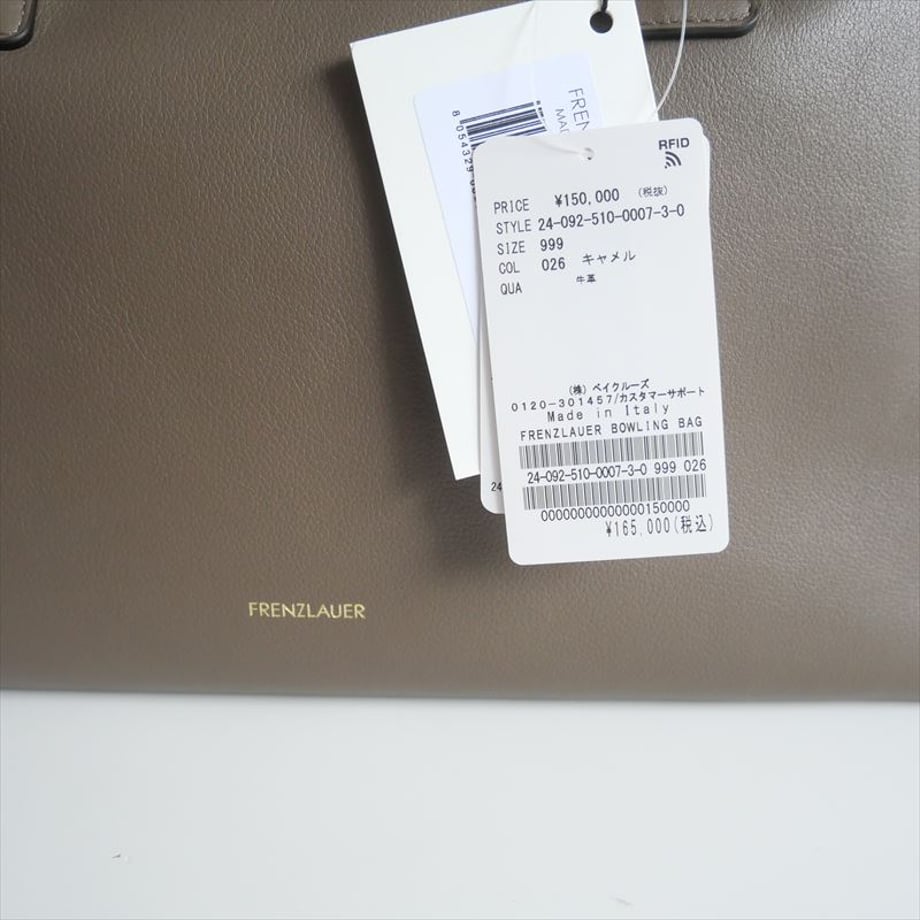 RFID
PRICE ¥150,000 (税抜)
STYLE 24-092-510-0007-3-0
SIZE 999
COL 026 キャメル
QUA 牛革
(株) ベイクルーズ
0120-301457/カスタマーサポート
Made in Italy
FRENZLAUER BOWLING BAG
24-092-510-0007-3-0 999 026
0000000000000150000
¥165,000(税込)
24
FRENZLAUER